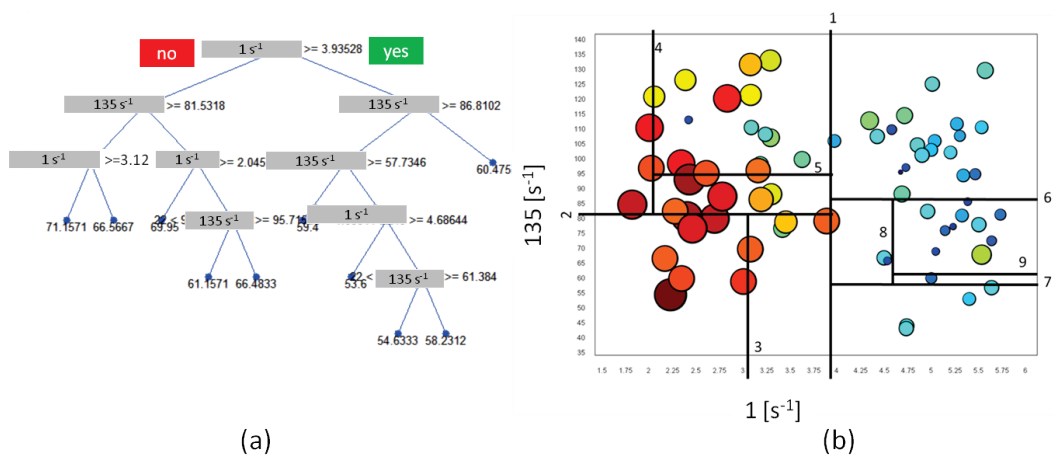 no
1 s⁻¹ >= 3.93528
yes
135 s⁻¹ >= 81.5318
135 s⁻¹ >= 86.8102
1 s⁻¹ >=3.12
1 s⁻¹ >= 2.045
135 s⁻¹ >= 57.7346
60.475
71.1571 66.5667
69.95
135 s⁻¹ >= 95.715
59.4
1 s⁻¹ >= 4.68644
61.1571 66.4833
53.6
135 s⁻¹ >= 61.384
54.6333 58.2312
(a)
135 [s⁻¹]
140
135
130
125
120
115
110
105
100
95
90
85
80
75
70
65
60
55
50
45
40
35
1
4
5
2
6
8
9
7
3
1.5 1.75 2 2.25 2.5 2.75 3 3.25 3.5 3.75 4 4.25 4.5 4.75 5 5.25 5.5 5.75 6
1 [s⁻¹]
(b)